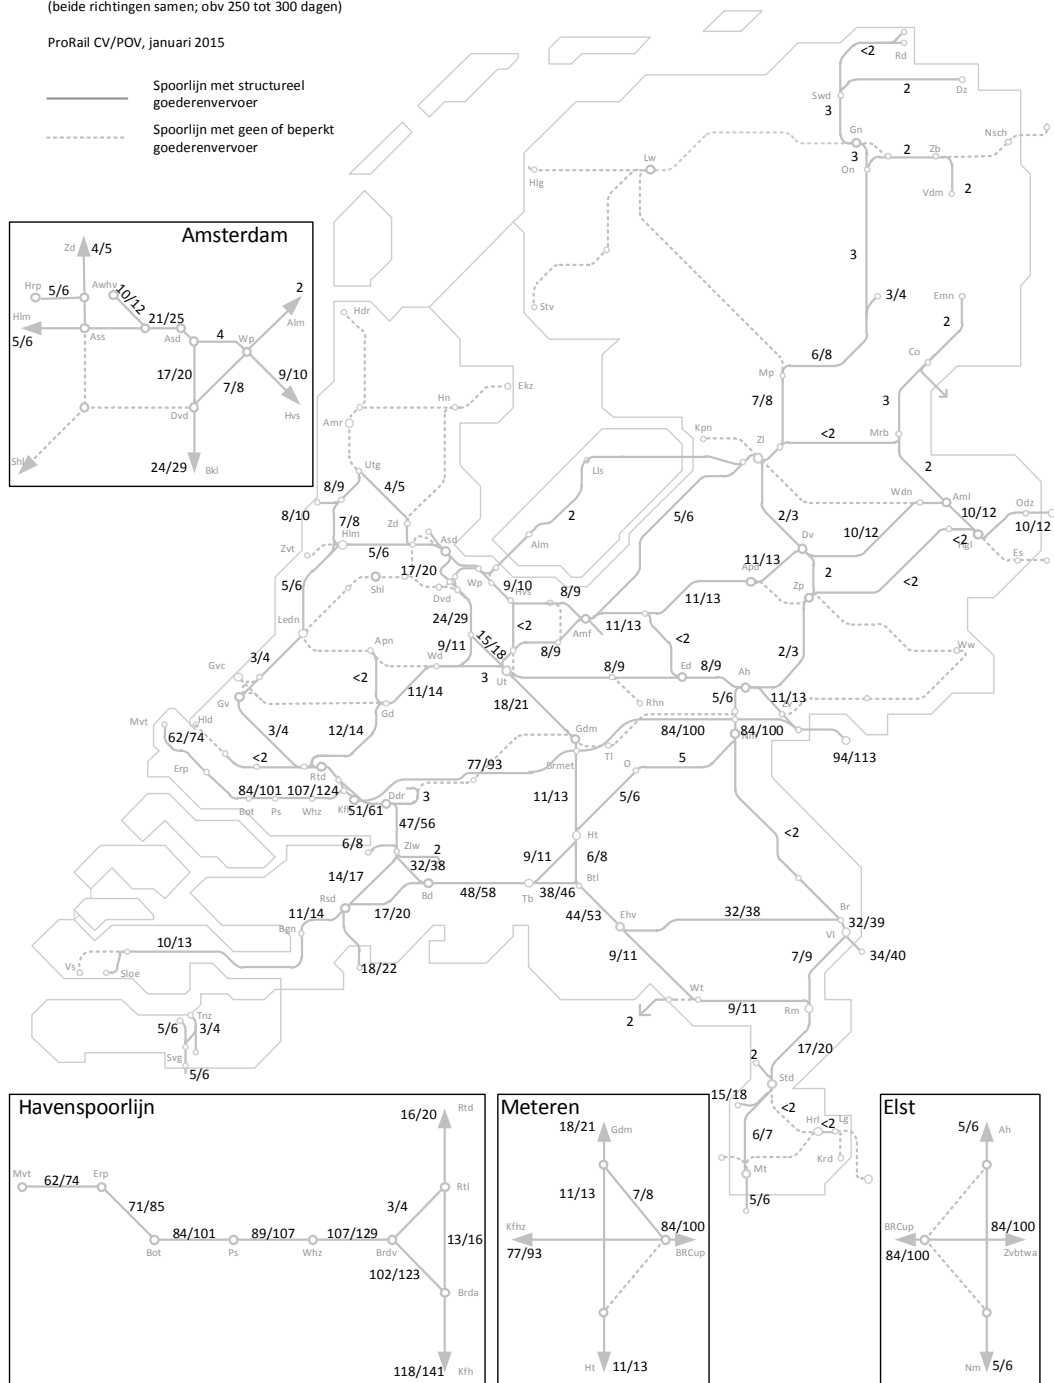 (beide richtingen samen; obv 250 tot 300 dagen)
ProRail CV/POV, januari 2015
Spoorlijn met structureel
goederenvervoer
Spoorlijn met geen of beperkt
goederenvervoer
<2
Rd
2
Dz
Swd
3
Gn
Nsch
3
2
Zb
On
Vdm
2
Lw
Hlg
3
Stv
3/4
Emn
2
6/8
Co
Mp
7/8
3
<2
Mrb
2
Kpn
Zl
Wdn
Aml
10/12
Odz
10/12
Hgl
<2
Es
Amsterdam
Zd
4/5
Hrp
5/6
Awhv
10/12
2
Alm
Hlm
5/6
Ass
21/25
Asd
4
Wp
17/20
7/8
9/10
Hvs
Dvd
Shl
24/29
Bkl
Hdr
Ekz
Hn
Amr
Utg
8/9
4/5
8/10
7/8
Zd
Hlm
Zvt
5/6
Asd
Lls
2
Alm
5/6
2/3
Dv
10/12
11/13
Apd
2
Zp
<2
17/20
Wp
9/10
Hvs
8/9
5/6
Shl
Dvd
24/29
<2
Amf
11/13
11/13
Ledn
Apn
9/11
15/18
8/9
<2
2/3
Ww
Gvc
3/4
Wd
3
Ut
8/9
Ed
8/9
Ah
Gv
<2
11/14
Gd
18/21
Rhn
5/6
11/13
Zv
Mvt
Hld
62/74
3/4
12/14
Gdm
84/100
84/100
Nm
94/113
Tl
Erp
<2
Rtd
77/93
Brmet
O
5
84/101
107/124
Bot
Ps
Whz
Kfh
51/61
Ddr
3
11/13
5/6
47/56
Ht
<2
6/8
Zlw
2
32/38
9/11
6/8
14/17
Btl
Rsd
17/20
Bd
48/58
Tb
38/46
11/14
Bgn
44/53
Ehv
32/38
Br
32/39
Vl
10/13
34/40
Vs
Sloe
18/22
9/11
7/9
Wt
9/11
Rm
2
Tnz
5/6
3/4
Svg
5/6
17/20
2
Std
15/18
<2
Hrl
<2
Lg
6/7
Krd
Mt
5/6
Havenspoorlijn
16/20
Rtd
Mvt
62/74
Erp
71/85
Rtl
3/4
84/101
89/107
107/129
13/16
Bot
Ps
Whz
Brdv
102/123
Brda
118/141
Kfh
Meteren
18/21
Gdm
11/13
7/8
Kfhz
77/93
84/100
BRCup
Ht
11/13
Elst
5/6
Ah
BRCup
84/100
84/100
Zvbtwa
Nm
5/6